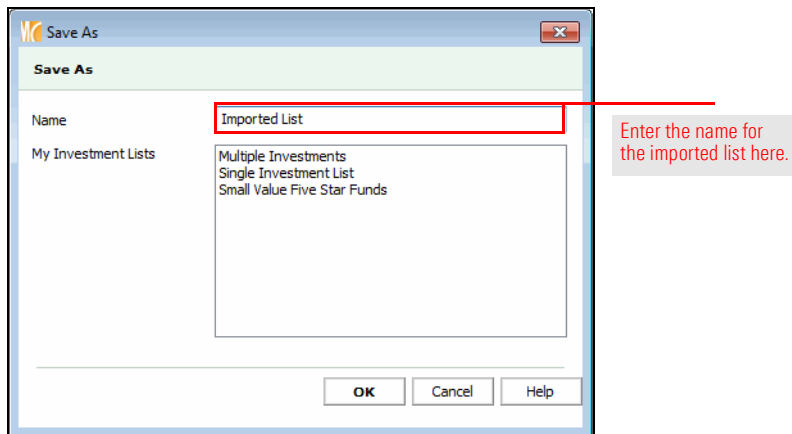 Save As
Save As
Name
Imported List
Enter the name for
the imported list here.
My Investment Lists
Multiple Investments
Single Investment List
Small Value Five Star Funds
OK
Cancel
Help